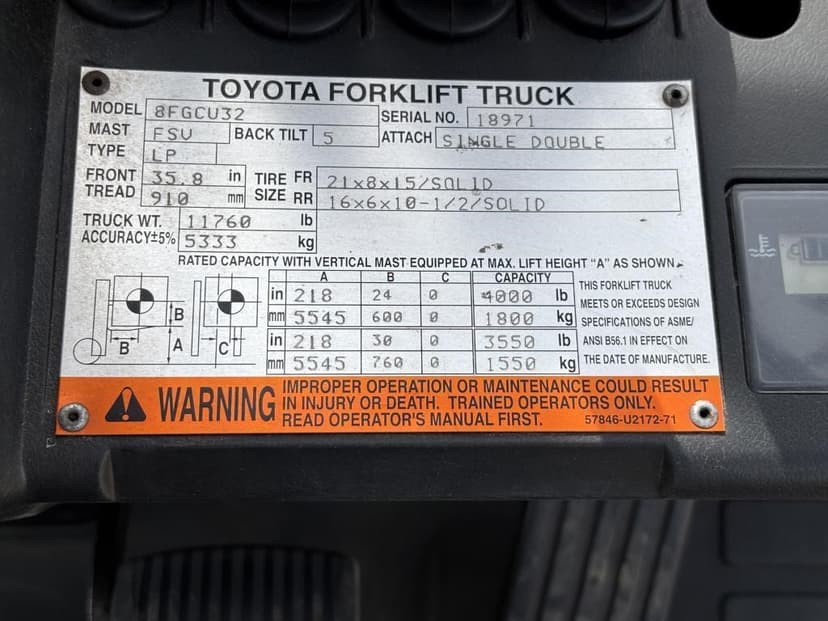 TOYOTA FORKLIFT TRUCK
MODEL 8FGCU32 SERIAL NO. 18971
MAST FSV BACK TILT 5 ATTACH SINGLE DOUBLE
TYPE LP
FRONT TREAD 35.8 in TIRE SIZE FR 21x8x15/SOLID
910 mm RR 16x6x10-1/2/SOLID
TRUCK WT. 11760 lb
ACCURACY±5% 5333 kg
RATED CAPACITY WITH VERTICAL MAST EQUIPPED AT MAX. LIFT HEIGHT "A" AS SHOWN
A B C CAPACITY
in 218 24 0 4000 lb
mm 5545 600 0 1800 kg
in 218 30 0 3550 lb
mm 5545 760 0 1550 kg
B
B A C
THIS FORKLIFT TRUCK
MEETS OR EXCEEDS DESIGN
SPECIFICATIONS OF ASME/
ANSI B56.1 IN EFFECT ON
THE DATE OF MANUFACTURE.
WARNING
IMPROPER OPERATION OR MAINTENANCE COULD RESULT
IN INJURY OR DEATH. TRAINED OPERATORS ONLY.
READ OPERATOR'S MANUAL FIRST. 57846-U2172-71